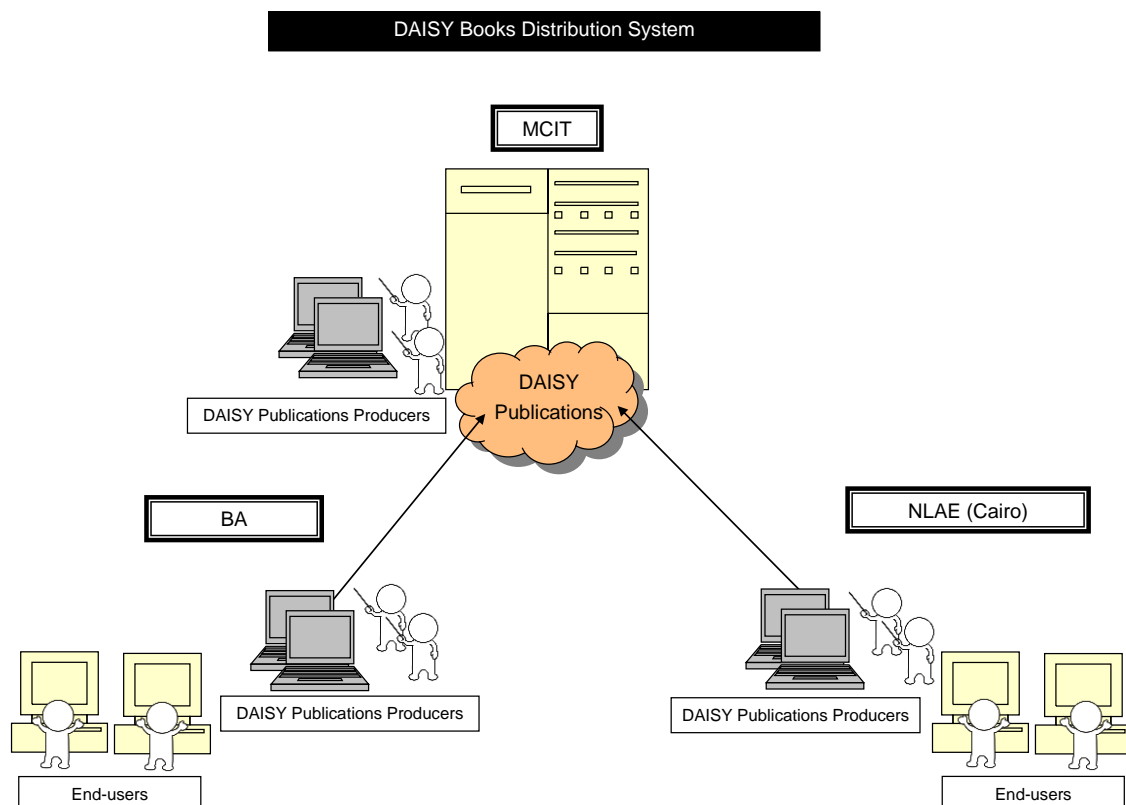 DAISY Books Distribution System
MCIT
DAISY
Publications
DAISY Publications Producers
BA
NLAE (Cairo)
DAISY Publications Producers
DAISY Publications Producers
End-users
End-users